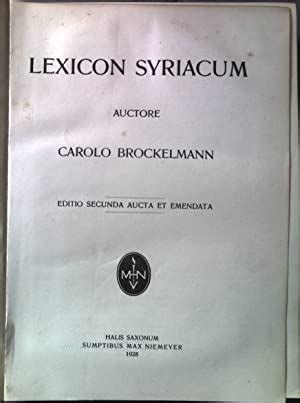 LEXICON SYRIACUM
AUCTORE
CAROLO BROCKELMANN
EDITIO SECUNDA AUCTA ET EMENDATA
M N
V
HALIS SAXONUM
SUMPTIBUS MAX NIEMEYER
1928